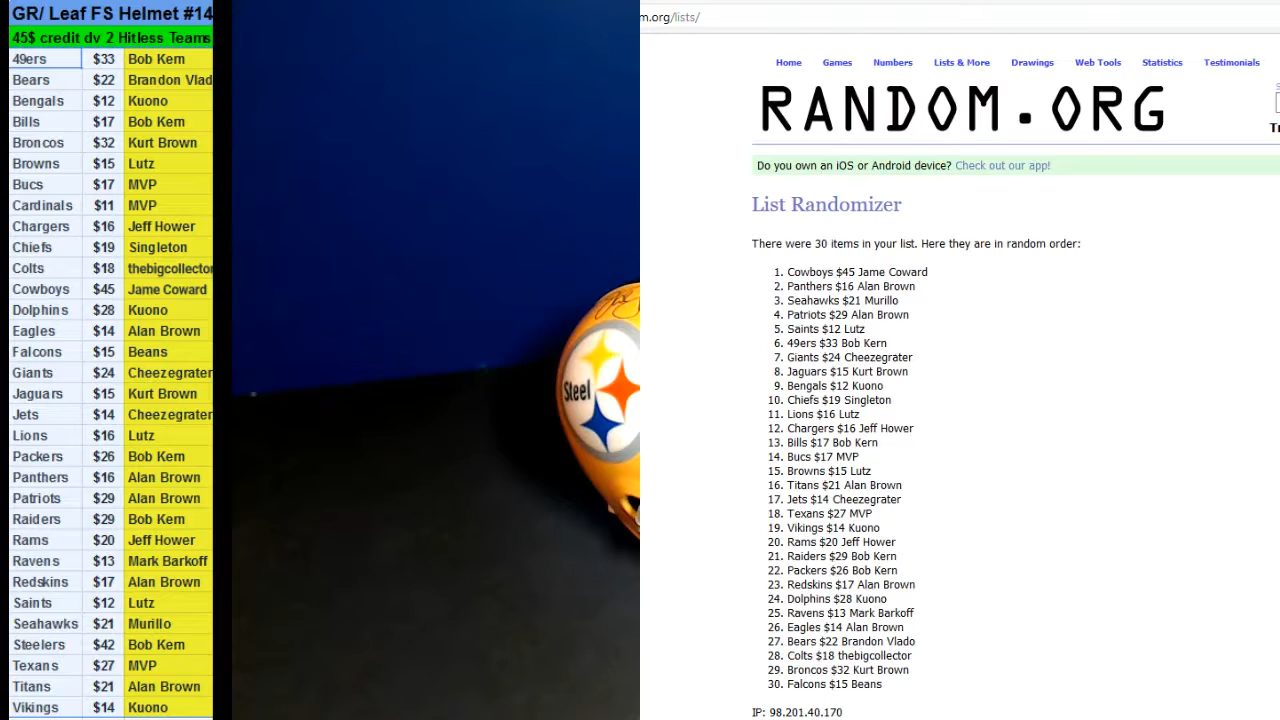 GR/ Leaf FS Helmet #14
45$ credit dv 2 Hitless Teams
49ers $33 Bob Kern
Bears $22 Brandon Vlad
Bengals $12 Kuono
Bills $17 Bob Kern
Broncos $32 Kurt Brown
Browns $15 Lutz
Bucs $17 MVP
Cardinals $11 MVP
Chargers $16 Jeff Hower
Chiefs $19 Singleton
Colts $18 thebigcollector
Cowboys $45 Jame Coward
Dolphins $28 Kuono
Eagles $14 Alan Brown
Falcons $15 Beans
Giants $24 Cheezegrater
Jaguars $15 Kurt Brown
Jets $14 Cheezegrater
Lions $16 Lutz
Packers $26 Bob Kern
Panthers $16 Alan Brown
Patriots $29 Alan Brown
Raiders $29 Bob Kern
Rams $20 Jeff Hower
Ravens $13 Mark Barkoff
Redskins $17 Alan Brown
Saints $12 Lutz
Seahawks $21 Murillo
Steelers $42 Bob Kern
Texans $27 MVP
Titans $21 Alan Brown
Vikings $14 Kuono
Steel
m.org/lists/
Home Games Numbers Lists & More Drawings Web Tools Statistics Testimonials
RANDOM.ORG
Do you own an iOS or Android device? Check out our app!
List Randomizer
There were 30 items in your list. Here they are in random order:
1. Cowboys $45 Jame Coward
2. Panthers $16 Alan Brown
3. Seahawks $21 Murillo
4. Patriots $29 Alan Brown
5. Saints $12 Lutz
6. 49ers $33 Bob Kern
7. Giants $24 Cheezegrater
8. Jaguars $15 Kurt Brown
9. Bengals $12 Kuono
10. Chiefs $19 Singleton
11. Lions $16 Lutz
12. Chargers $16 Jeff Hower
13. Bills $17 Bob Kern
14. Bucs $17 MVP
15. Browns $15 Lutz
16. Titans $21 Alan Brown
17. Jets $14 Cheezegrater
18. Texans $27 MVP
19. Vikings $14 Kuono
20. Rams $20 Jeff Hower
21. Raiders $29 Bob Kern
22. Packers $26 Bob Kern
23. Redskins $17 Alan Brown
24. Dolphins $28 Kuono
25. Ravens $13 Mark Barkoff
26. Eagles $14 Alan Brown
27. Bears $22 Brandon Vlado
28. Colts $18 thebigcollector
29. Broncos $32 Kurt Brown
30. Falcons $15 Beans
IP: 98.201.40.170